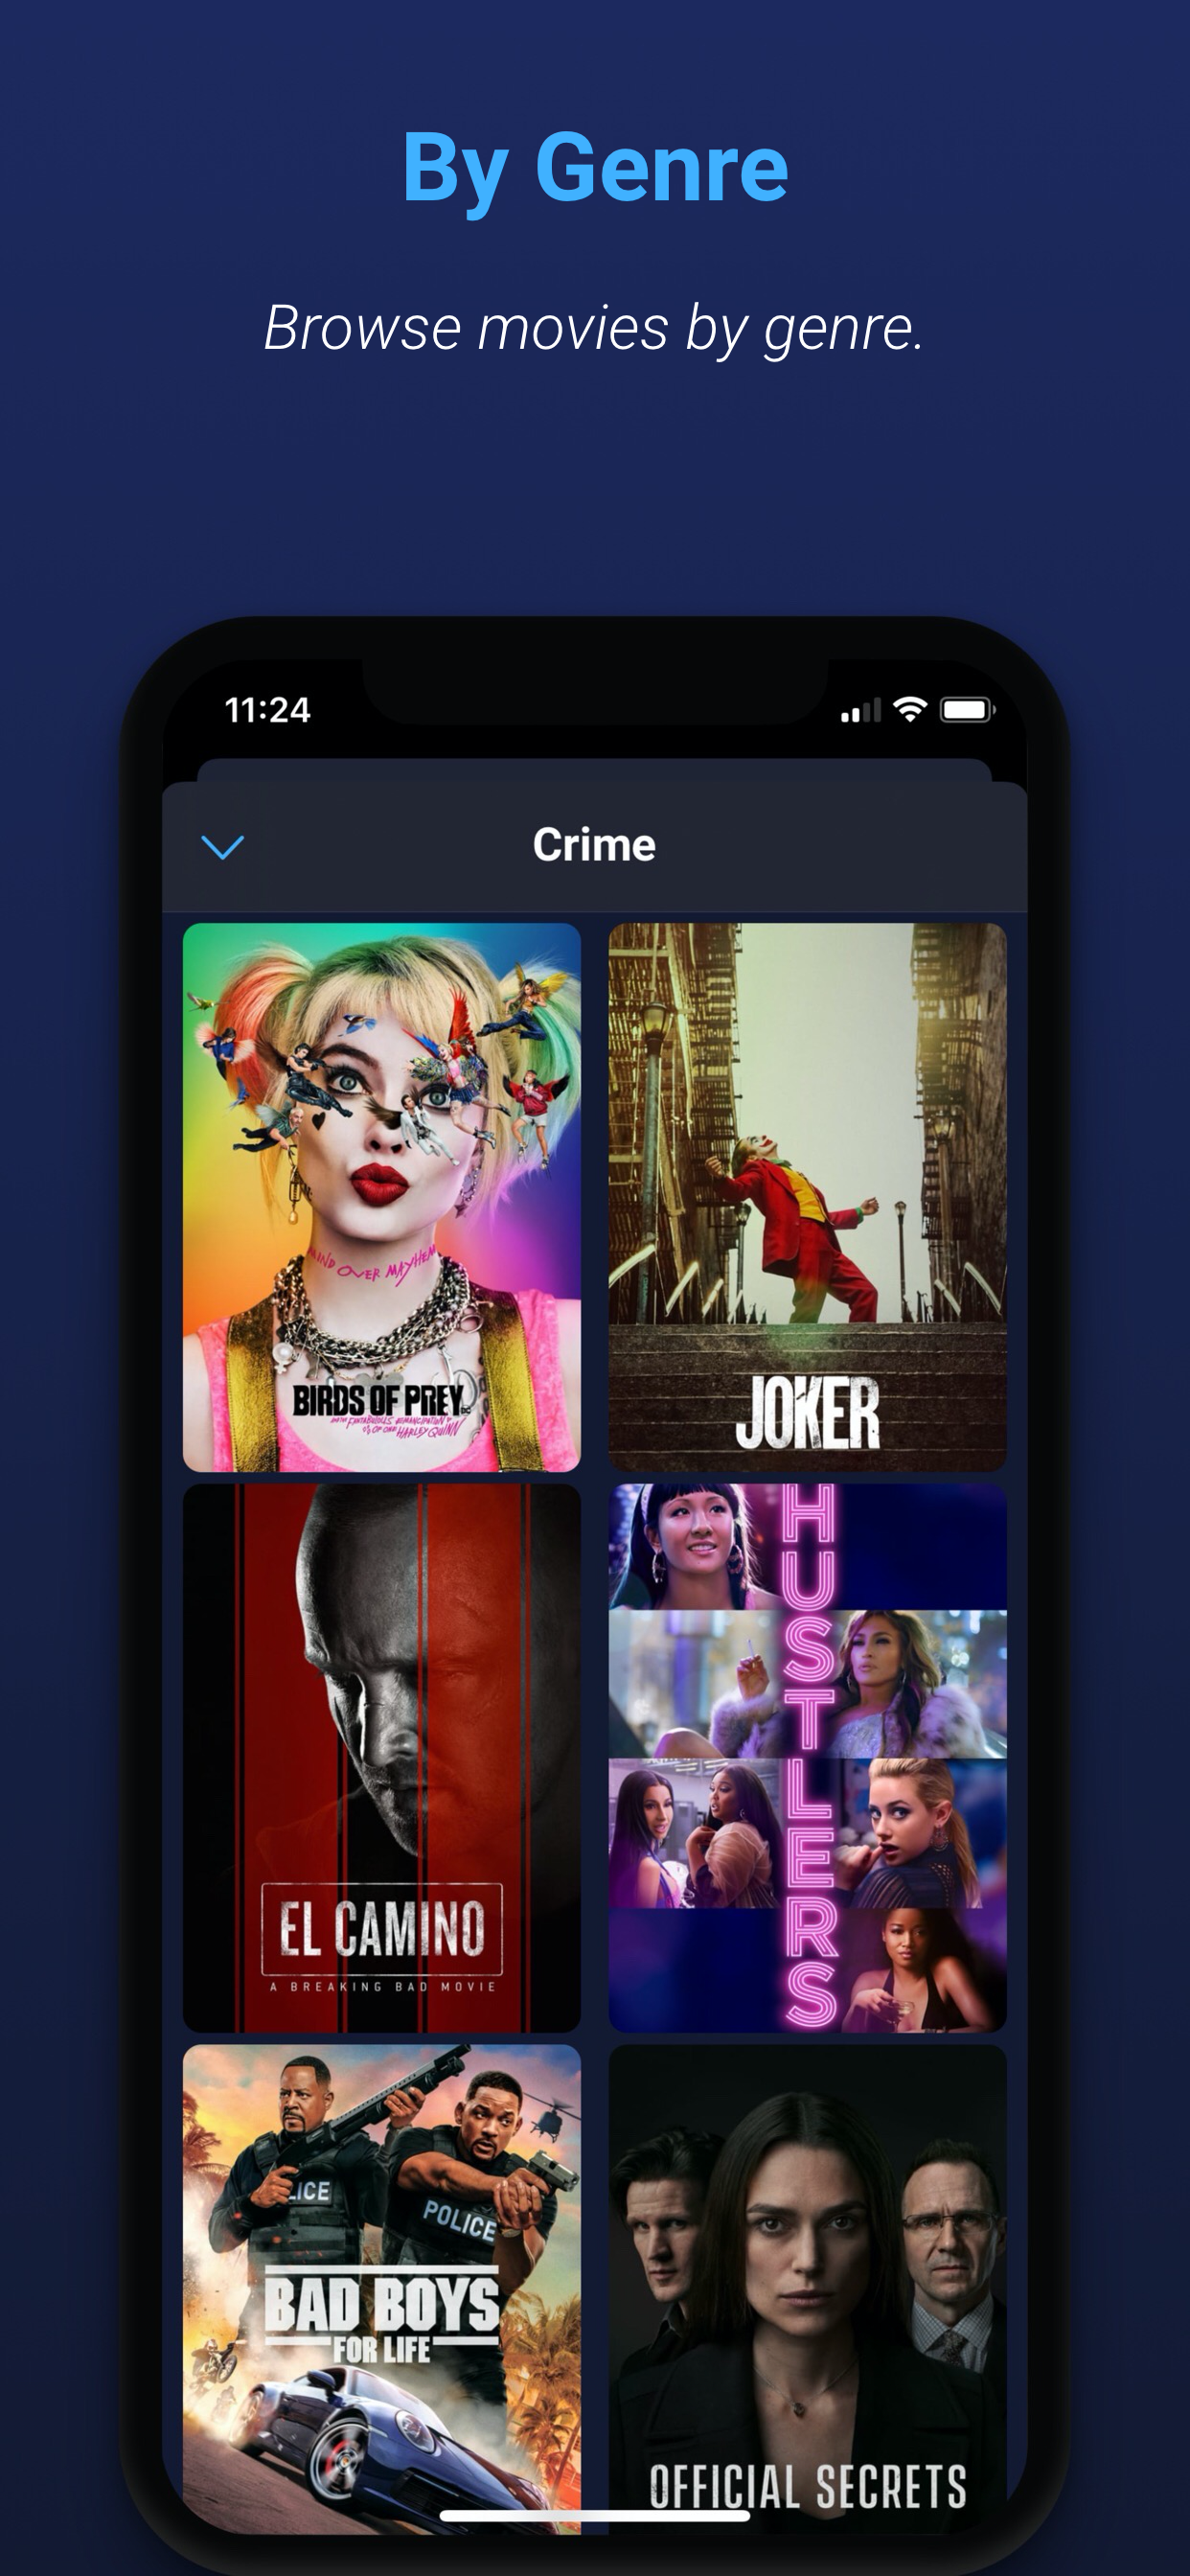 By Genre
Browse movies by genre.
11:24
Crime
MIND OVER MAYHEM
BIRDS OF PREY
AND THE FANTABULOUS EMANCIPATION
OF ONE HARLEY QUINN
JOKER
EL CAMINO
A BREAKING BAD MOVIE
HUSTLERS
LICE
POLICE
BAD BOYS
FOR LIFE
OFFICIAL SECRETS